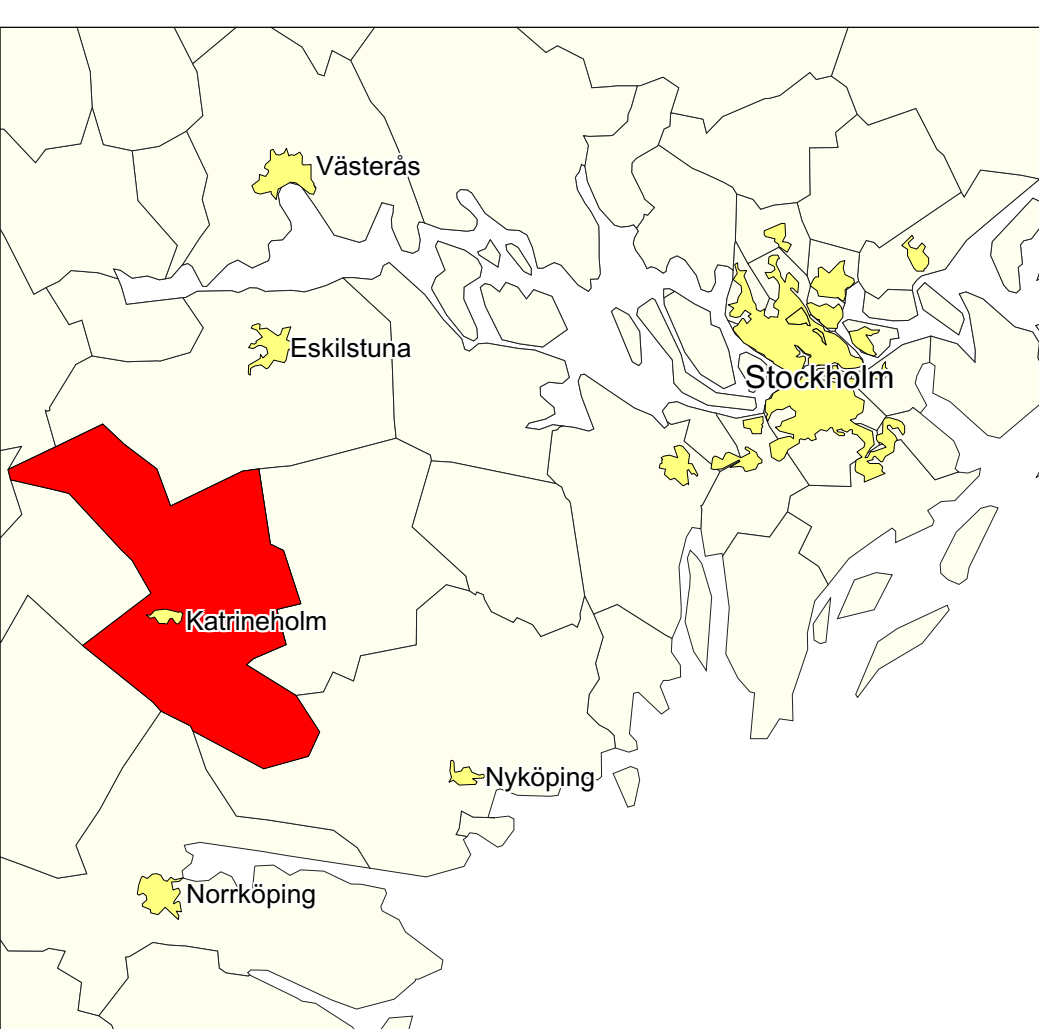 Västerås
Eskilstuna
Stockholm
Katrineholm
Nyköping
Norrköping